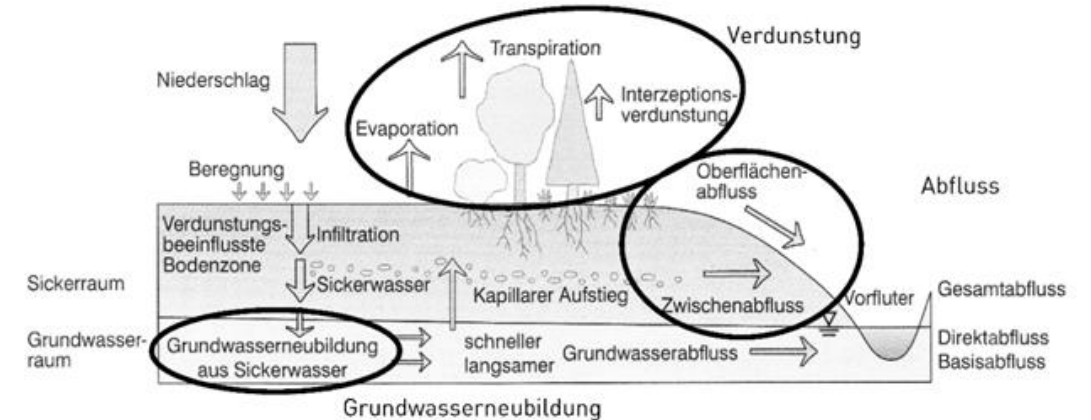 Verdunstung
Transpiration
Niederschlag
Interzeptions-
verdunstung
Evaporation
Beregnung
Oberflächen-
abfluss
Abfluss
Verdunstungs-
beeinflusste
Bodenzone
Infiltration
Sickerraum
Sickerwasser
Kapillarer Aufstieg
Zwischenabfluss
Vorfluter
Gesamtabfluss
Grundwasser-
raum
Grundwasserneubildung
aus Sickerwasser
schneller
langsamer
Grundwasserabfluss
Direktabfluss
Basisabfluss
Grundwasserneubildung